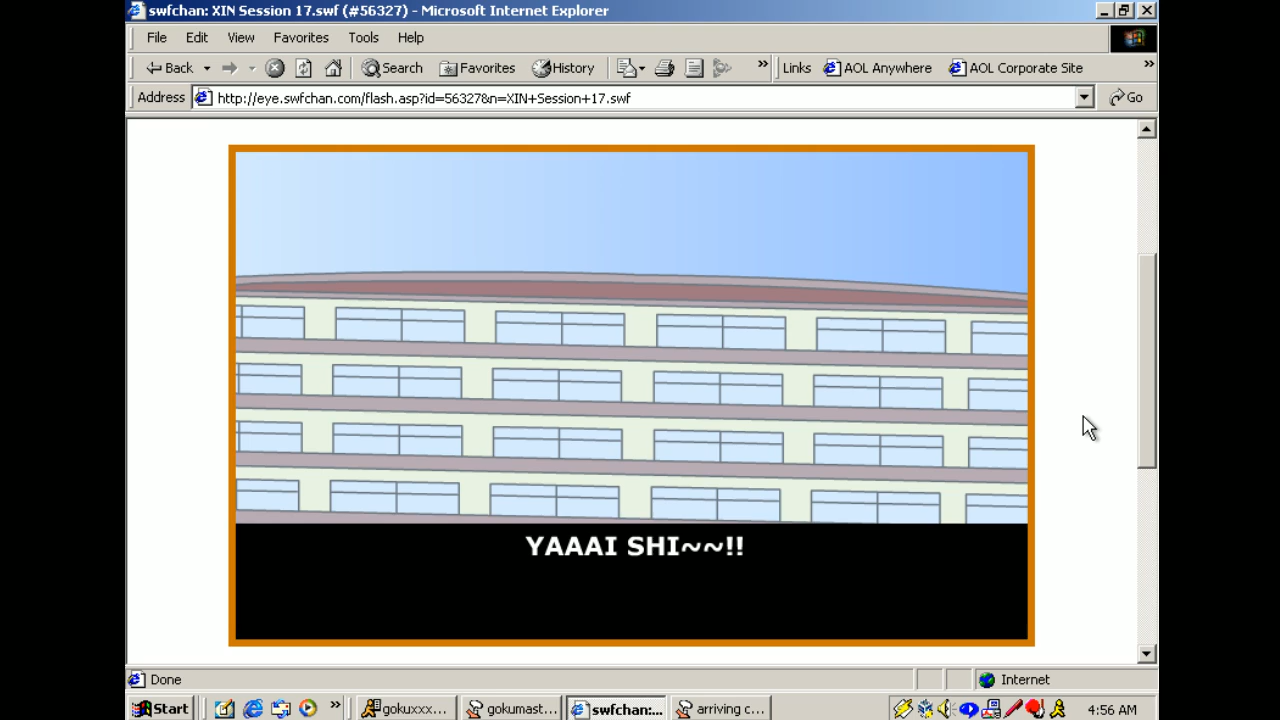 swfchan: XIN Session 17.swf (#56327) - Microsoft Internet Explorer
File Edit View Favorites Tools Help
Back Search Favorites History » Links AOL Anywhere AOL Corporate Site »
Address http://eye.swfchan.com/flash.asp?id=56327&n=XIN+Session+17.swf Go
YAAAI SHI~~!!
Done Internet
Start » gokuxxx... gokumast... swfchan:... arriving c... 4:56 AM